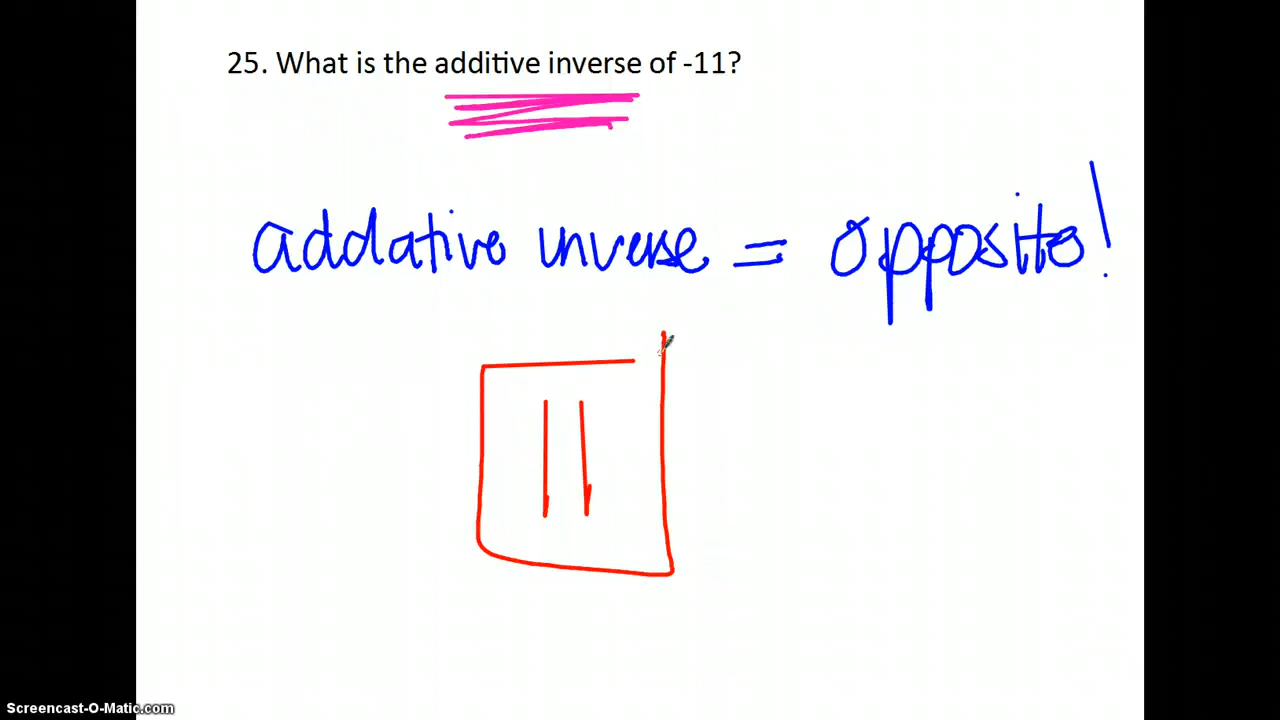 25. What is the additive inverse of -11?
addative inverse = opposite!
11
Screencast-O-Matic.com